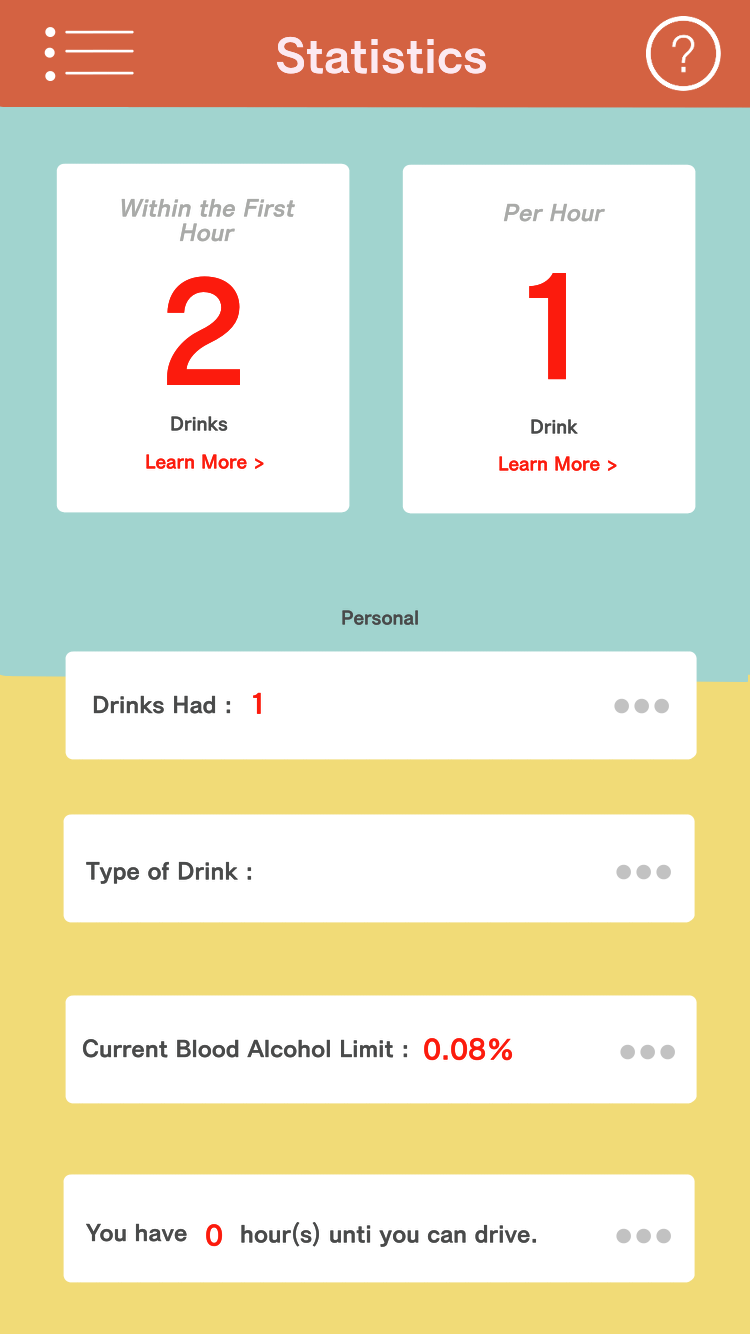 Statistics
?
Within the First
Hour
2
Drinks
Learn More >
Per Hour
1
Drink
Learn More >
Personal
Drinks Had : 1
Type of Drink :
Current Blood Alcohol Limit : 0.08%
You have 0 hour(s) unti you can drive.